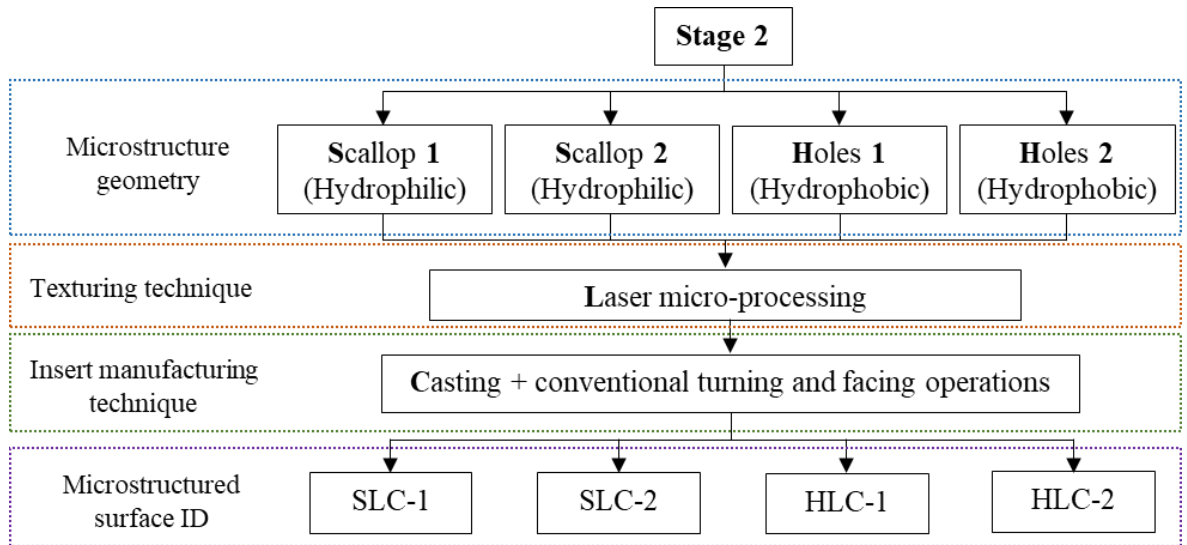 Stage 2
Microstructure
geometry
Scallop 1
(Hydrophilic)
Scallop 2
(Hydrophilic)
Holes 1
(Hydrophobic)
Holes 2
(Hydrophobic)
Texturing technique
Laser micro-processing
Insert manufacturing
technique
Casting + conventional turning and facing operations
Microstructured
surface ID
SLC-1
SLC-2
HLC-1
HLC-2